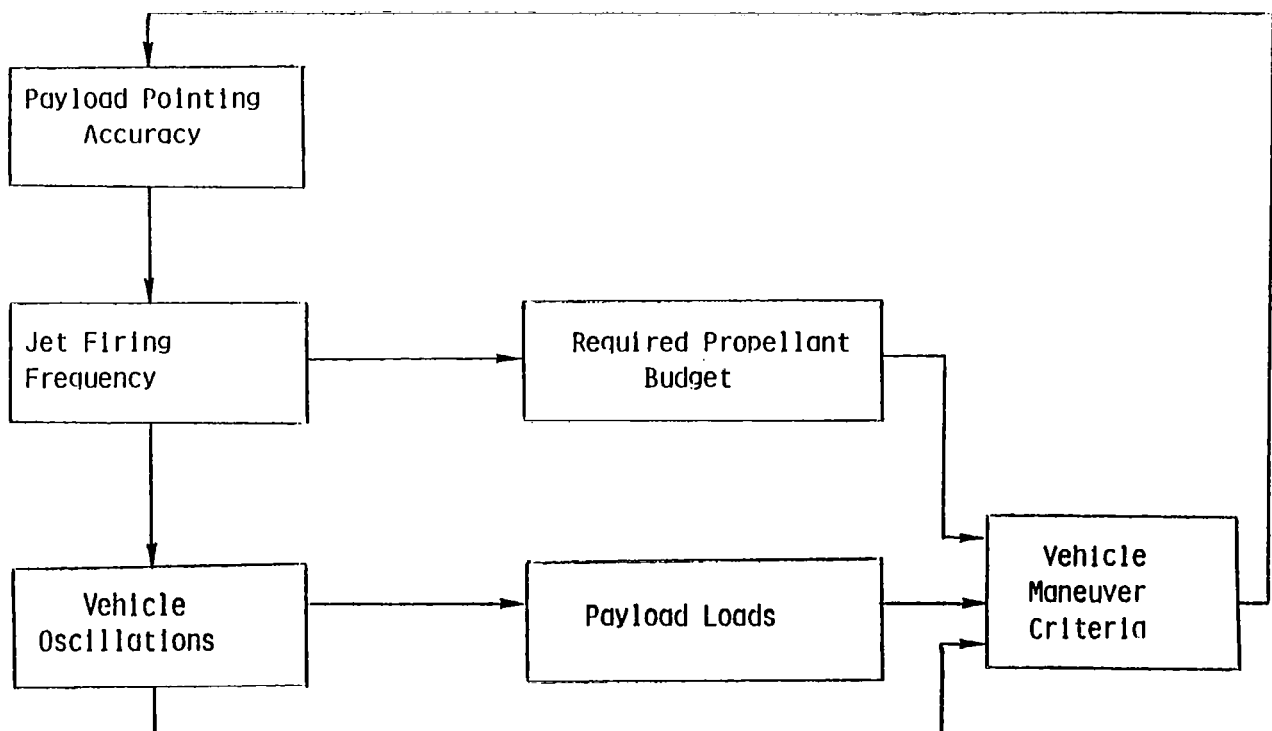 Payload Pointing
Accuracy
Jet Firing
Frequency
Required Propellant
Budget
Vehicle
Oscillations
Payload Loads
Vehicle
Maneuver
Criteria